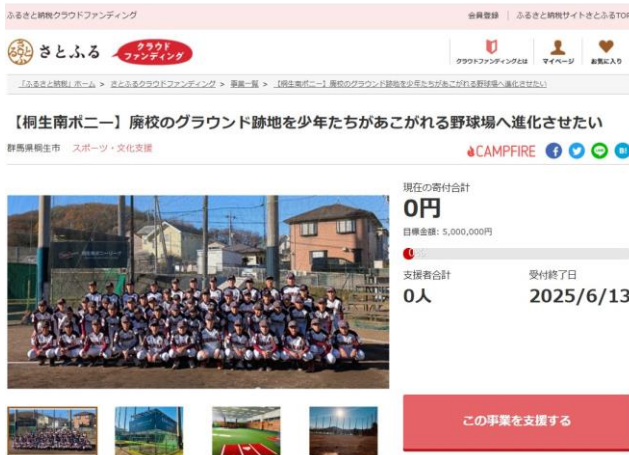 ふるさと納税クラウドファンディング
会員登録 ふるさと納税サイトさとふるTOP
さとふる クラウドファンディング
クラウドファンディングとは マイページ お気に入り
「ふるさと納税」ホーム > さとふるクラウドファンディング > 事業一覧 > 【桐生南ポニー】廃校のグラウンド跡地を少年たちがあこがれる野球場へ進化させたい
【桐生南ポニー】廃校のグラウンド跡地を少年たちがあこがれる野球場へ進化させたい
群馬県桐生市 スポーツ・文化支援
CAMPFIRE
現在の寄付合計
0円
目標金額: 5,000,000円
0%
支援者合計 受付終了日
0人 2025/6/13
この事業を支援する